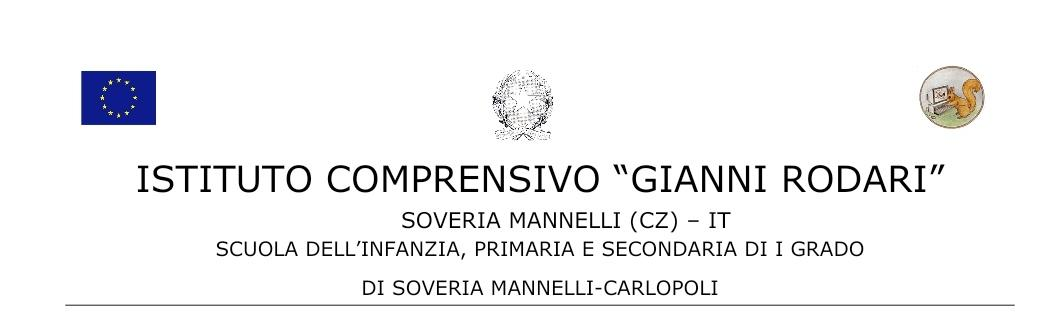 ISTITUTO COMPRENSIVO “GIANNI RODARI”
SOVERIA MANNELLI (CZ) – IT
SCUOLA DELL’INFANZIA, PRIMARIA E SECONDARIA DI I GRADO
DI SOVERIA MANNELLI-CARLOPOLI